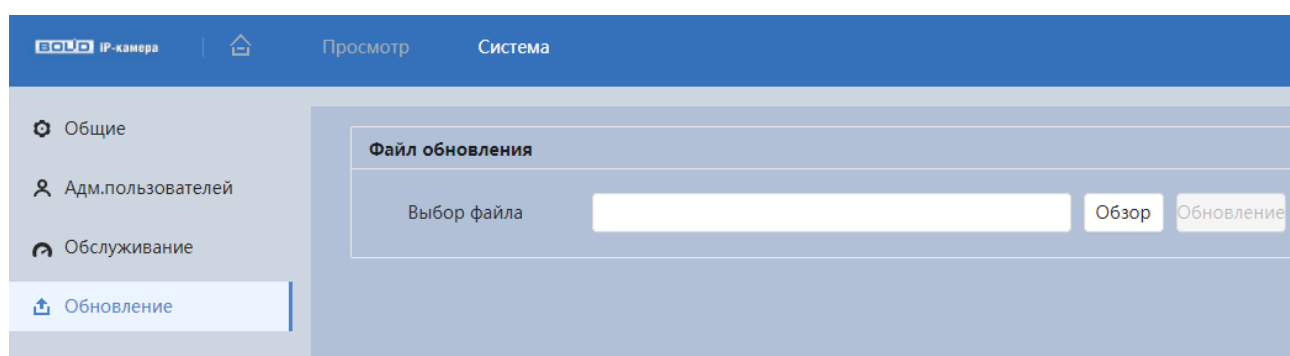 BOLID IP-камера Просмотр Система
Общие
Файл обновления
Адм.пользователей
Выбор файла Обзор Обновление
Обслуживание
Обновление